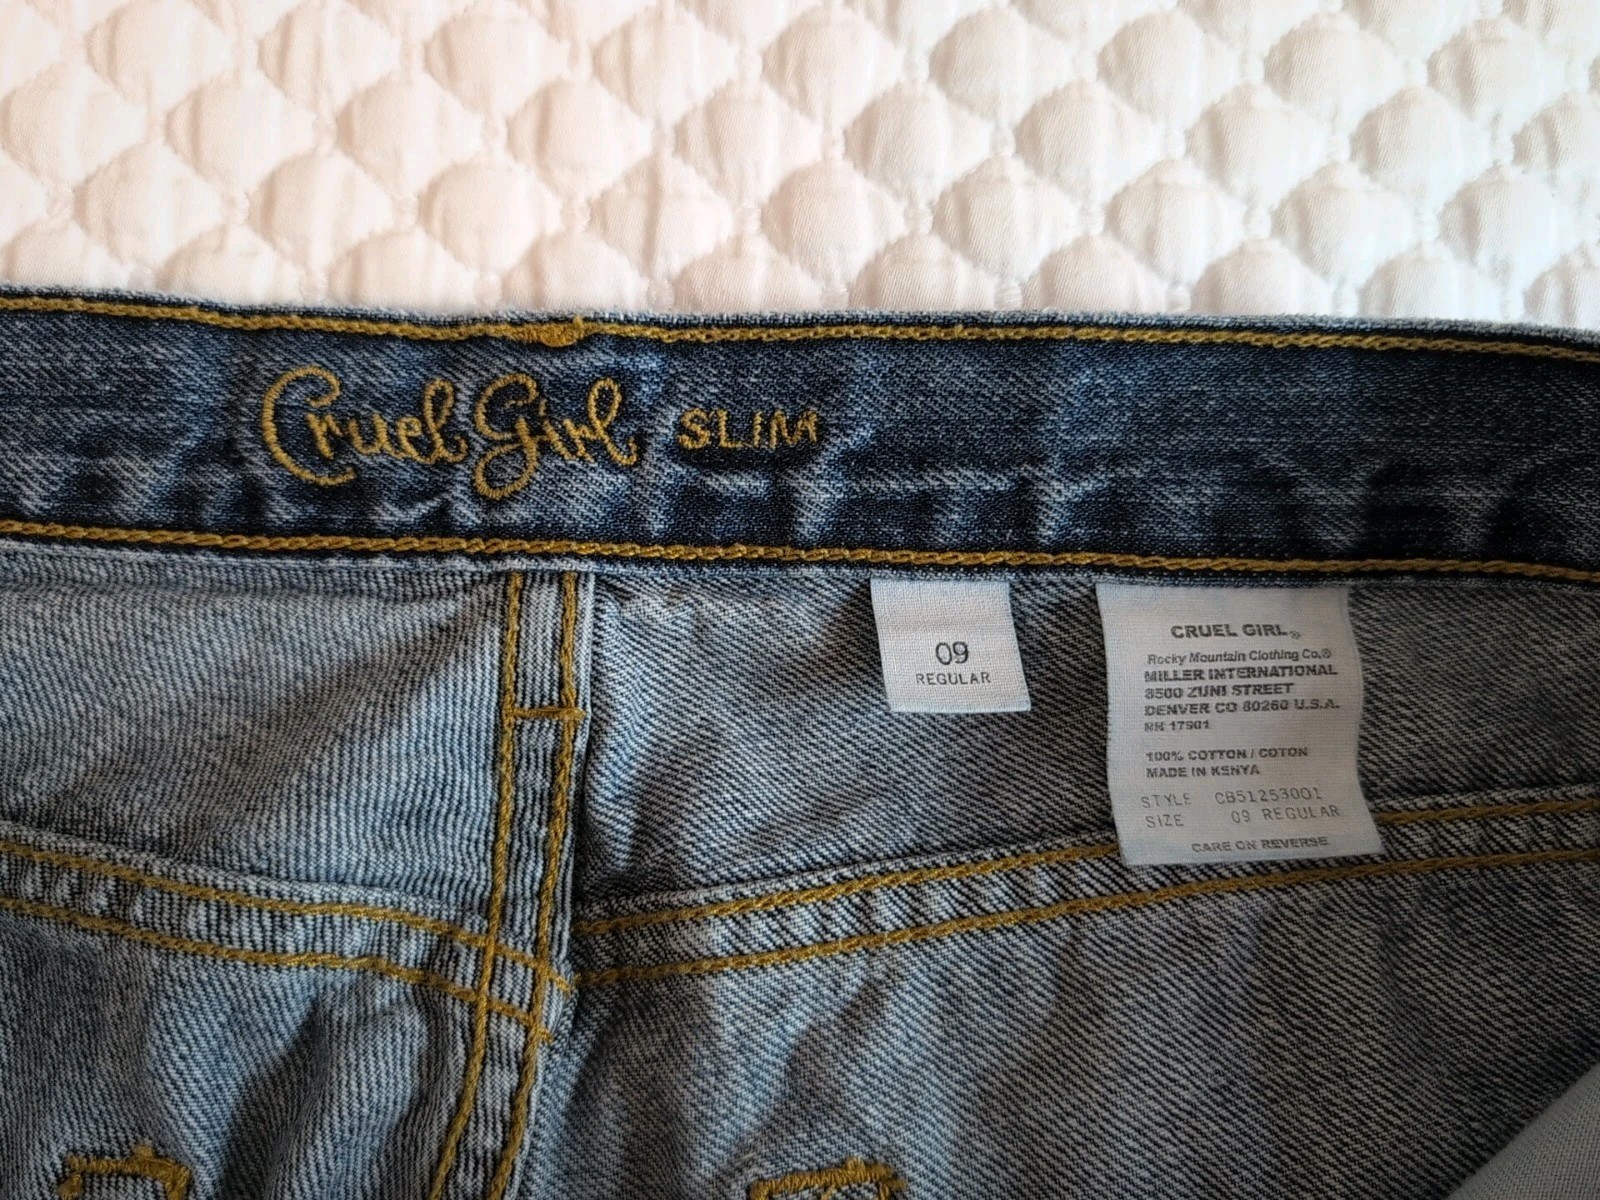 Cruel Girl SLIM
09
REGULAR
CRUEL GIRL®
Rocky Mountain Clothing Co.®
MILLER INTERNATIONAL
8500 ZUNI STREET
DENVER CO 80260 U.S.A.
RN 17901
100% COTTON / COTON
MADE IN KENYA
STYLE CB51253001
SIZE 09 REGULAR
CARE ON REVERSE